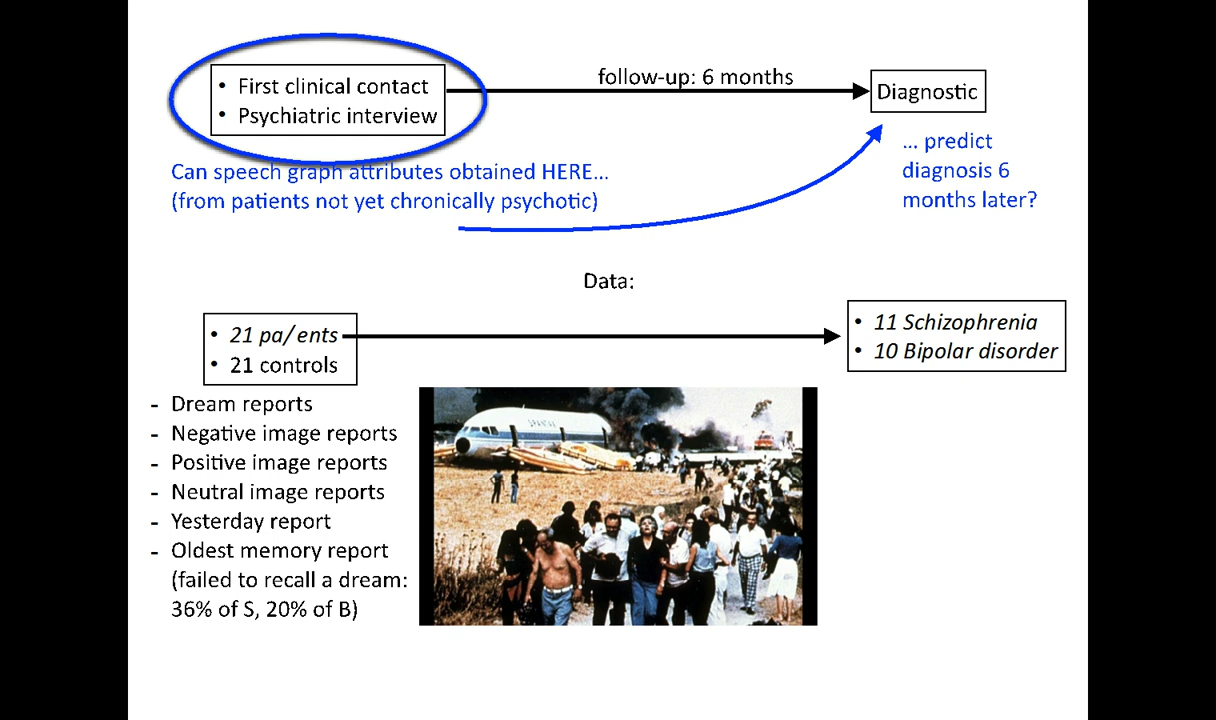 • First clinical contact
• Psychiatric interview
follow-up: 6 months
Diagnostic
Can speech graph attributes obtained HERE...
(from patients not yet chronically psychotic)
... predict
diagnosis 6
months later?
Data:
• 21 pa/ents
• 21 controls
• 11 Schizophrenia
• 10 Bipolar disorder
- Dream reports
- Negative image reports
- Positive image reports
- Neutral image reports
- Yesterday report
- Oldest memory report
(failed to recall a dream:
36% of S, 20% of B)